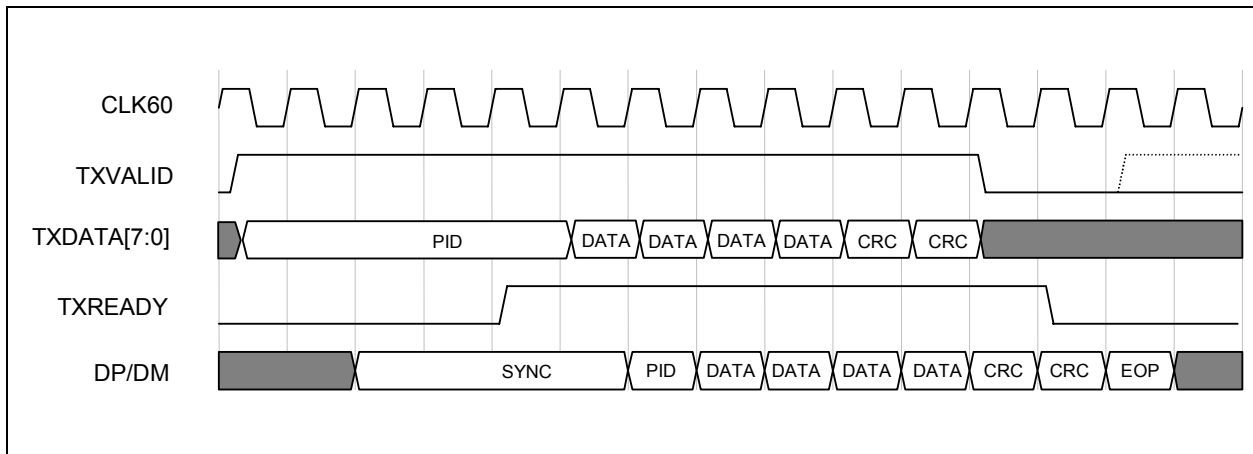 CLK60
TXVALID
TXDATA[7:0] PID DATA DATA DATA DATA CRC CRC
TXREADY
DP/DM SYNC PID DATA DATA DATA DATA CRC CRC EOP